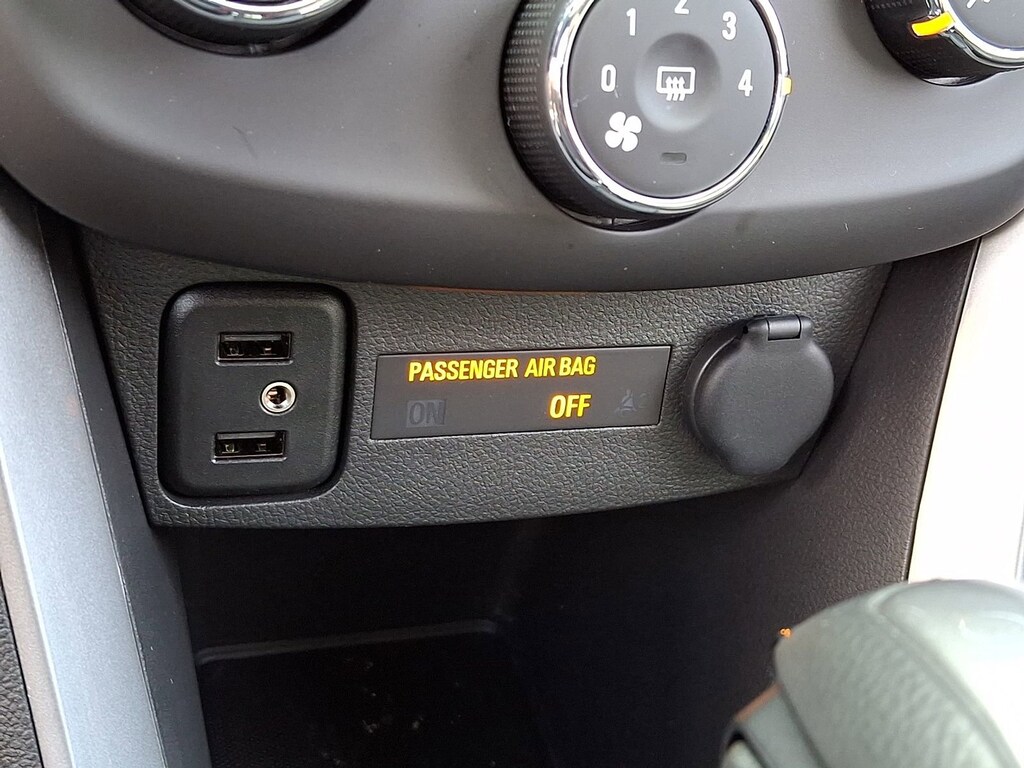 1 2 3
0 4
PASSENGER AIR BAG
ON OFF